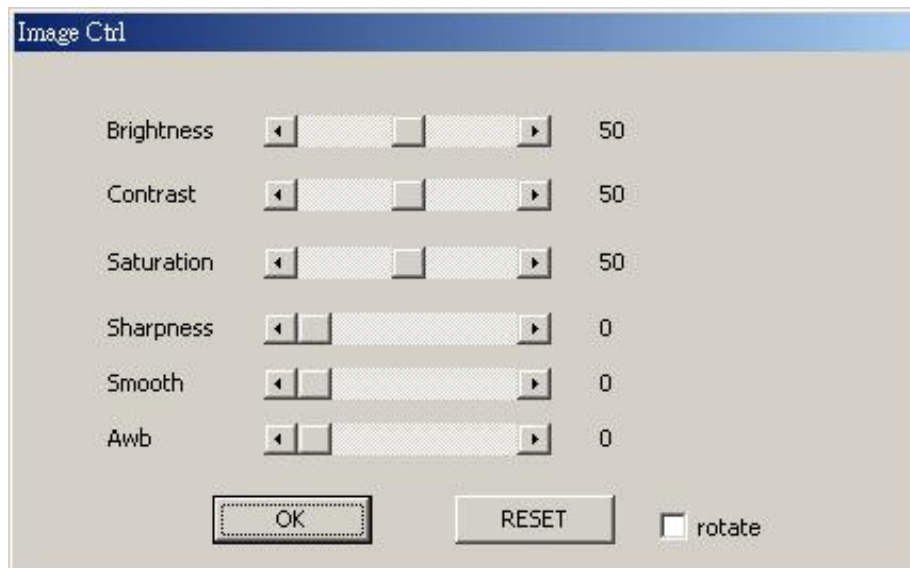 Image Ctrl
Brightness 50
Contrast 50
Saturation 50
Sharpness 0
Smooth 0
Awb 0
OK RESET rotate